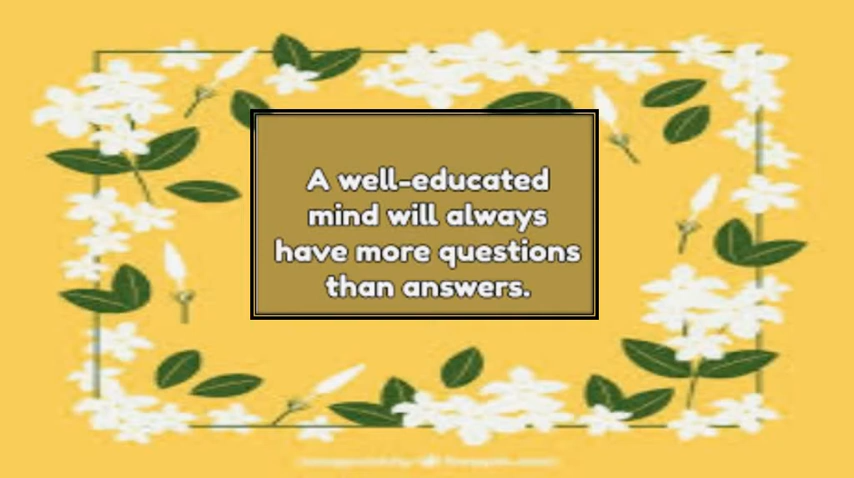 A well-educated
mind will always
have more questions
than answers.